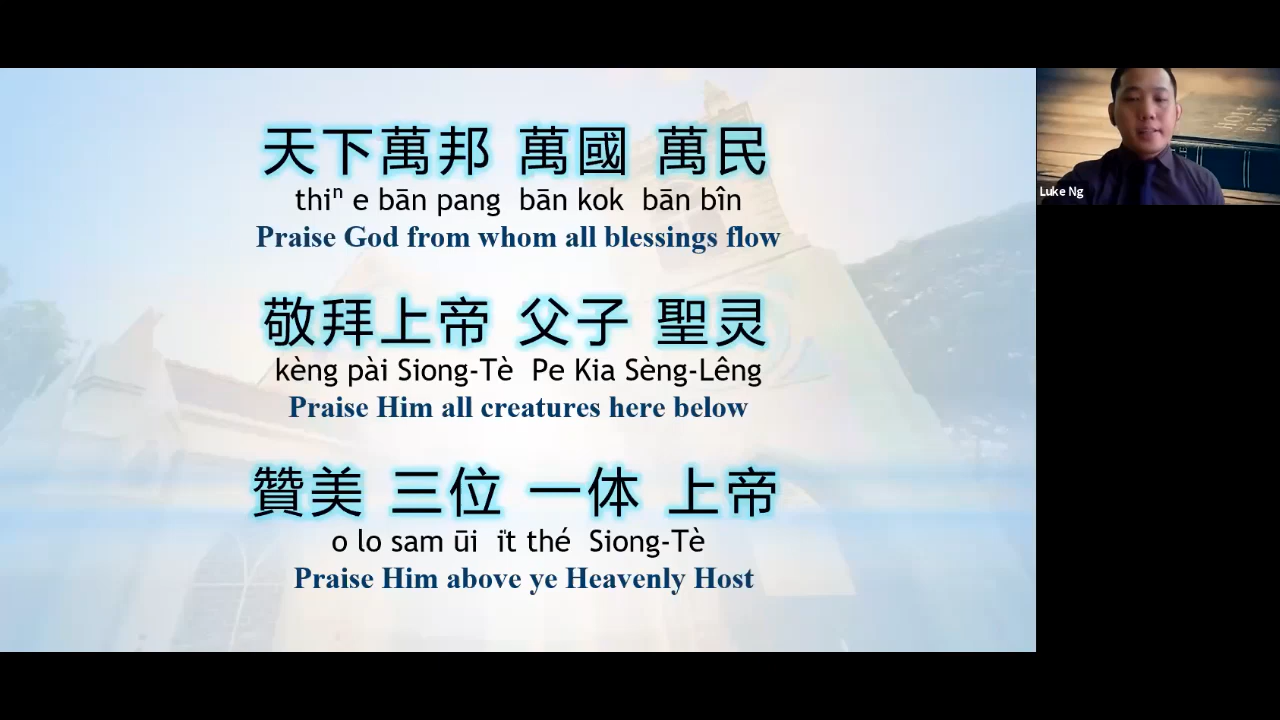 天下萬邦 萬國 萬民
thiⁿ e bān pang bān kok bān bîn
Praise God from whom all blessings flow
敬拜上帝 父子 聖灵
kèng pài Siong-Tè Pe Kia Sèng-Lêng
Praise Him all creatures here below
贊美 三位 一体 上帝
o lo sam ūi i̍t thé Siong-Tè
Praise Him above ye Heavenly Host
HOLY
BIBLE
Luke Ng